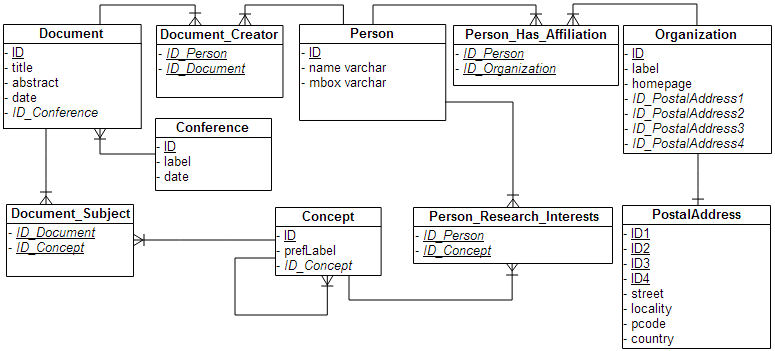 Document
- ID
- title
- abstract
- date
- ID_Conference
Document_Creator
- ID_Person
- ID_Document
Person
- ID
- name varchar
- mbox varchar
Person_Has_Affiliation
- ID_Person
- ID_Organization
Organization
- ID
- label
- homepage
- ID_PostalAddress1
- ID_PostalAddress2
- ID_PostalAddress3
- ID_PostalAddress4
Conference
- ID
- label
- date
Document_Subject
- ID_Document
- ID_Concept
Concept
- ID
- prefLabel
- ID_Concept
Person_Research_Interests
- ID_Person
- ID_Concept
PostalAddress
- ID1
- ID2
- ID3
- ID4
- street
- locality
- pcode
- country